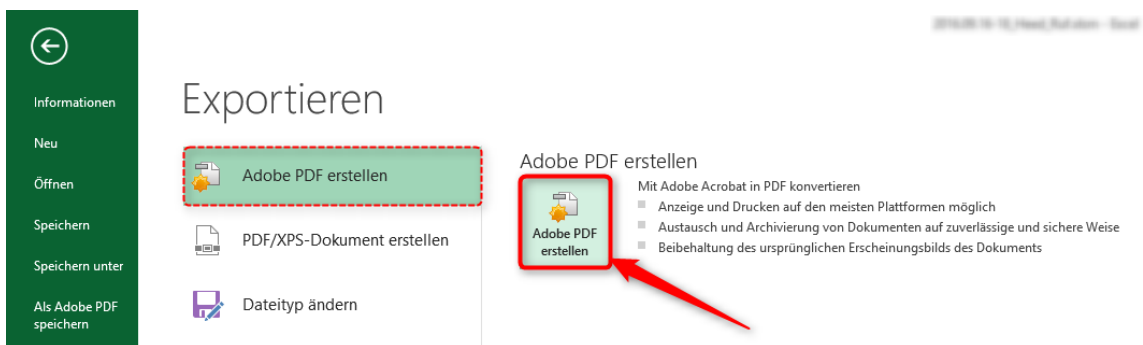 Informationen
Neu
Öffnen
Speichern
Speichern unter
Als Adobe PDF
speichern
Exportieren
Adobe PDF erstellen
PDF/XPS-Dokument erstellen
Dateityp ändern
Adobe PDF erstellen
Adobe PDF
erstellen
Mit Adobe Acrobat in PDF konvertieren
Anzeige und Drucken auf den meisten Plattformen möglich
Austausch und Archivierung von Dokumenten auf zuverlässige und sichere Weise
Beibehaltung des ursprünglichen Erscheinungsbilds des Dokuments